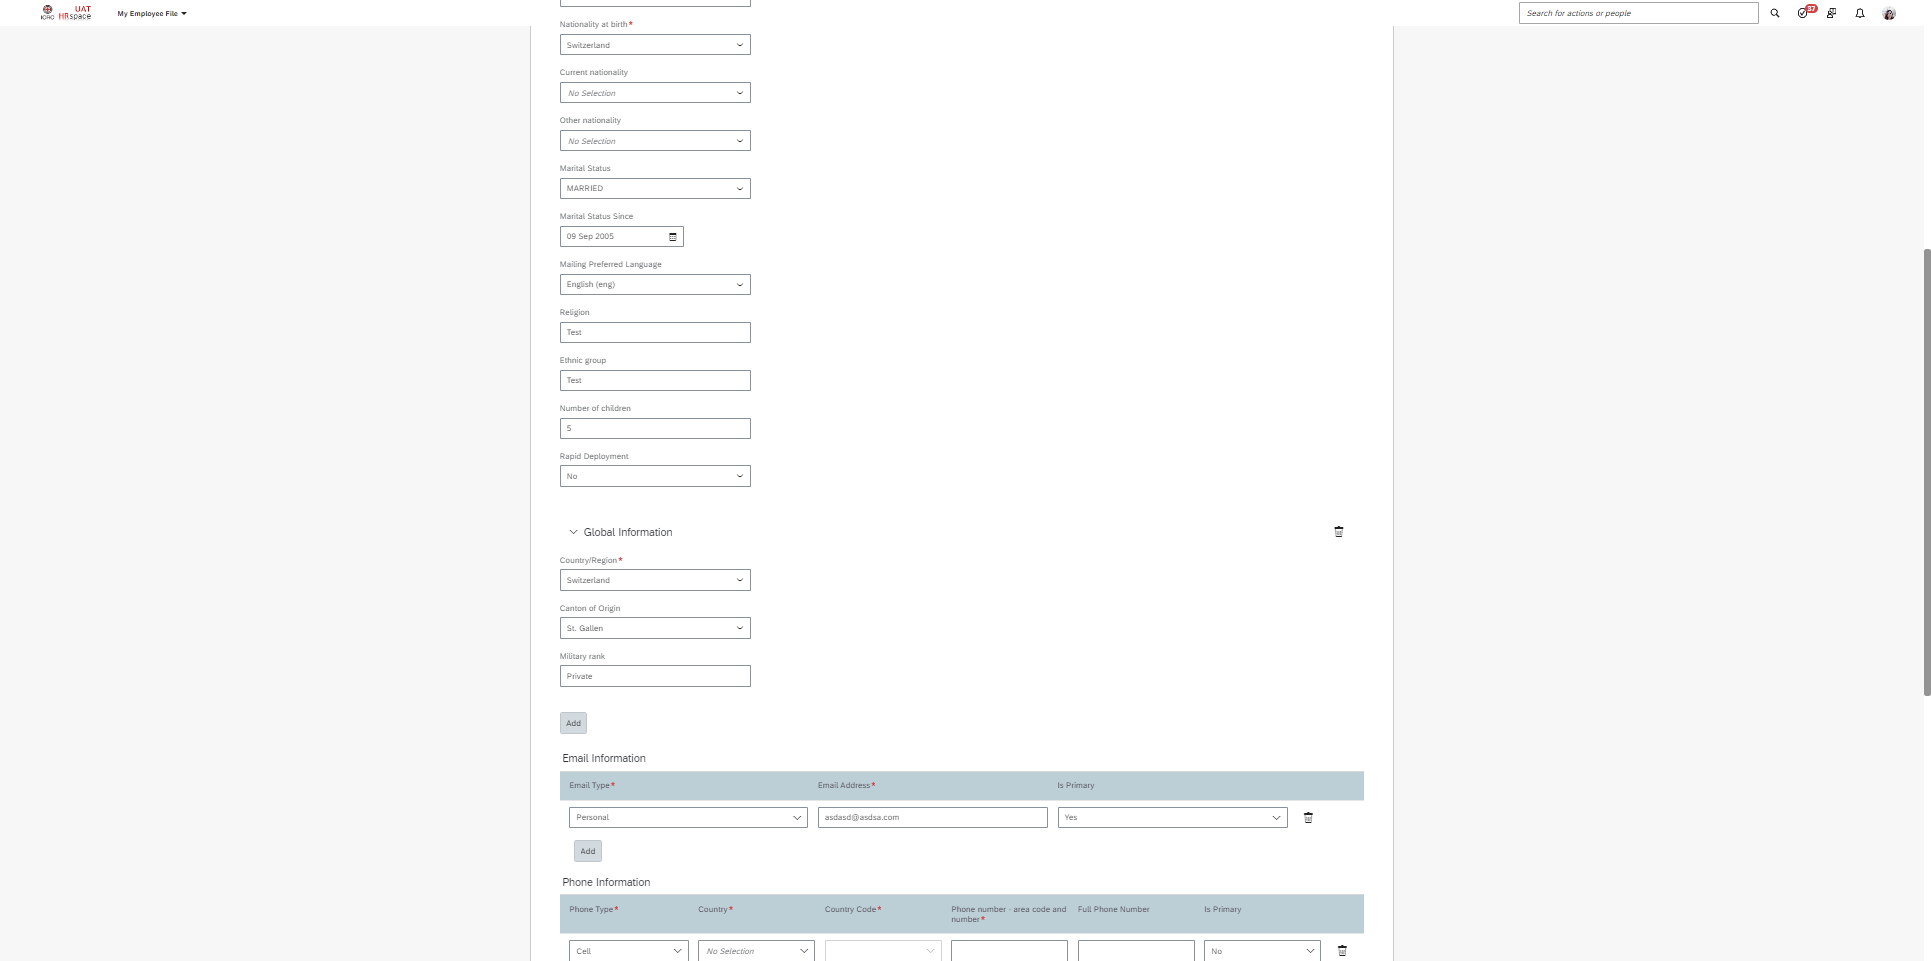 ICRC
UAT
HRspace
My Employee File
Search for actions or people
37
Nationality at birth*
Switzerland
Current nationality
No Selection
Other nationality
No Selection
Marital Status
MARRIED
Marital Status Since
09 Sep 2005
Mailing Preferred Language
English (eng)
Religion
Test
Ethnic group
Test
Number of children
5
Rapid Deployment
No
Global Information
Country/Region*
Switzerland
Canton of Origin
St. Gallen
Military rank
Private
Add
Email Information
Email Type* Email Address* Is Primary
Personal asdasd@asdsa.com Yes
Add
Phone Information
Phone Type* Country* Country Code* Phone number - area code and Full Phone Number Is Primary
number*
Cell No Selection No